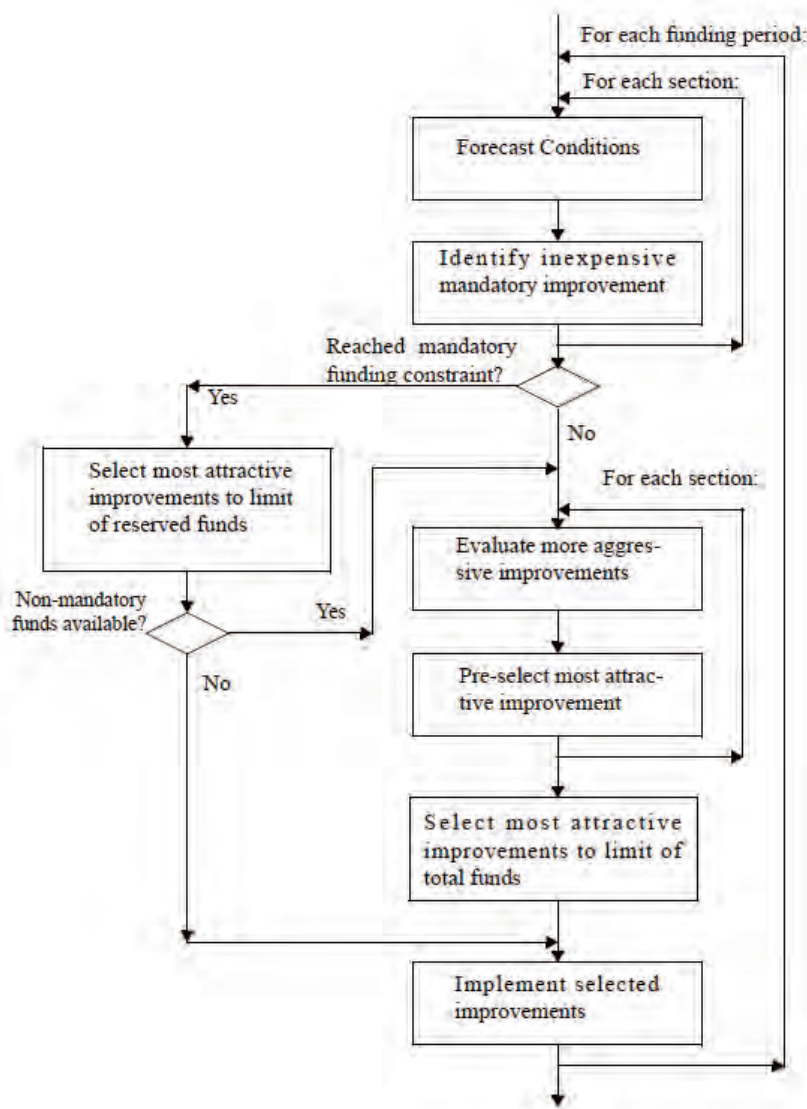 For each funding period:
For each section:
Forecast Conditions
Identify inexpensive
mandatory improvement
Reached mandatory
funding constraint?
Yes
No
Select most attractive
improvements to limit
of reserved funds
For each section:
Evaluate more aggres-
sive improvements
Non-mandatory
funds available?
Yes
No
Pre-select most attrac-
tive improvement
Select most attractive
improvements to limit of
total funds
Implement selected
improvements